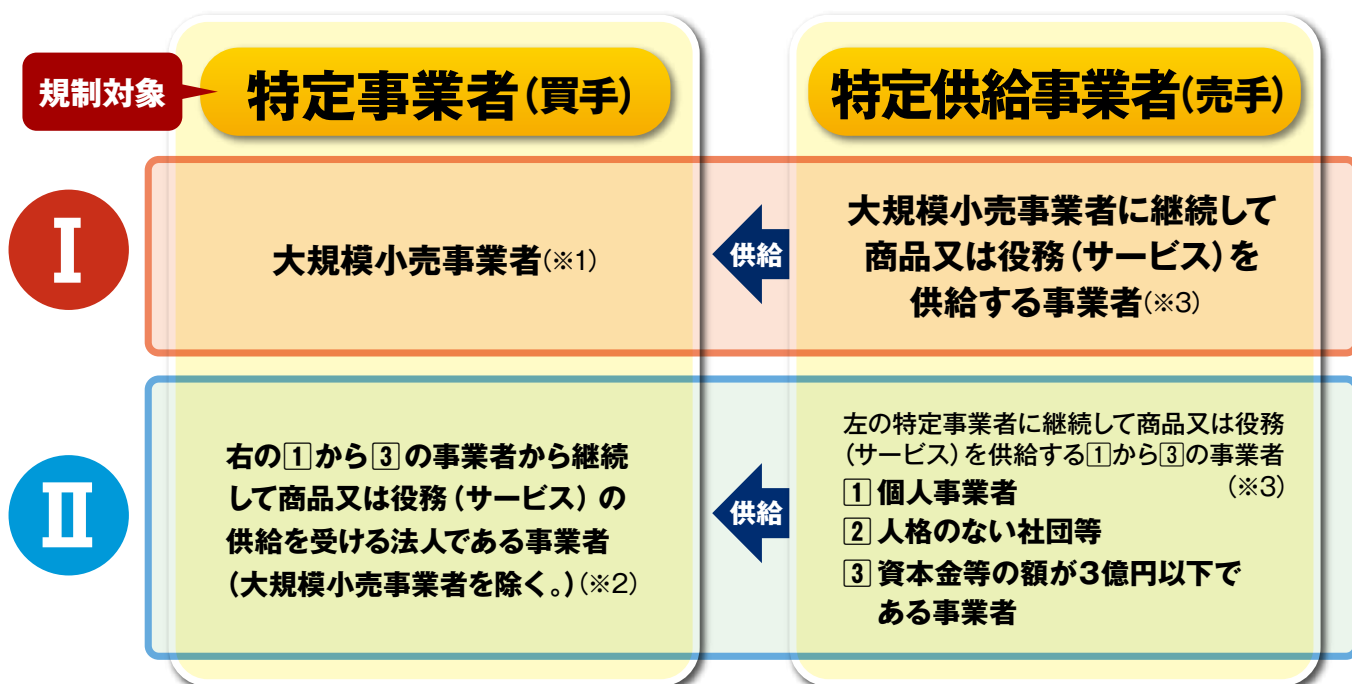 規制対象
特定事業者(買手)
特定供給事業者(売手)
Ⅰ
大規模小売事業者(※1)
供給
大規模小売事業者に継続して
商品又は役務(サービス)を
供給する事業者(※3)
Ⅱ
右の①から③の事業者から継続
して商品又は役務(サービス)の
供給を受ける法人である事業者
(大規模小売事業者を除く。)(※2)
供給
左の特定事業者に継続して商品又は役務
(サービス)を供給する①から③の事業者
(※3)
① 個人事業者
② 人格のない社団等
③ 資本金等の額が3億円以下で
ある事業者